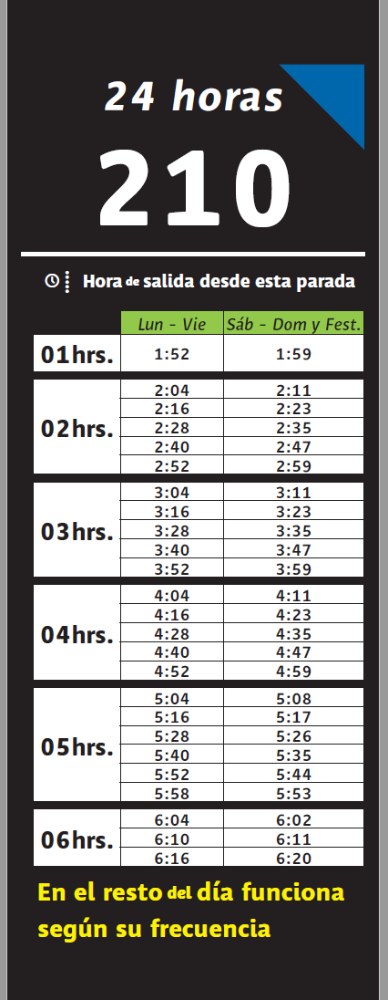 24 horas
210
Hora de salida desde esta parada
Lun - Vie Sáb - Dom y Fest.
01hrs. 1:52 1:59
02hrs. 2:04 2:11
2:16 2:23
2:28 2:35
2:40 2:47
2:52 2:59
03hrs. 3:04 3:11
3:16 3:23
3:28 3:35
3:40 3:47
3:52 3:59
04hrs. 4:04 4:11
4:16 4:23
4:28 4:35
4:40 4:47
4:52 4:59
05hrs. 5:04 5:08
5:16 5:17
5:28 5:26
5:40 5:35
5:52 5:44
5:58 5:53
06hrs. 6:04 6:02
6:10 6:11
6:16 6:20
En el resto del día funciona
según su frecuencia